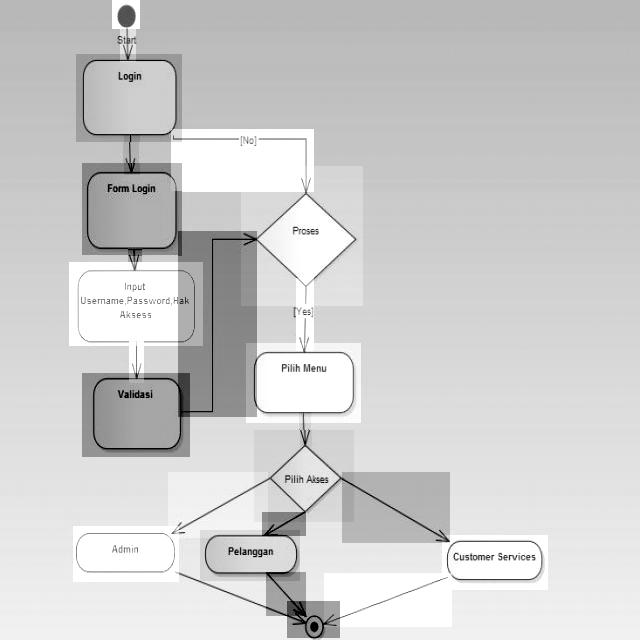 Start
Login
[No]
Form Login
Proses
Input
Username,Password,Hak
Aksess
[Yes]
Pilih Menu
Validasi
Pilih Akses
Admin
Pelanggan
Customer Services